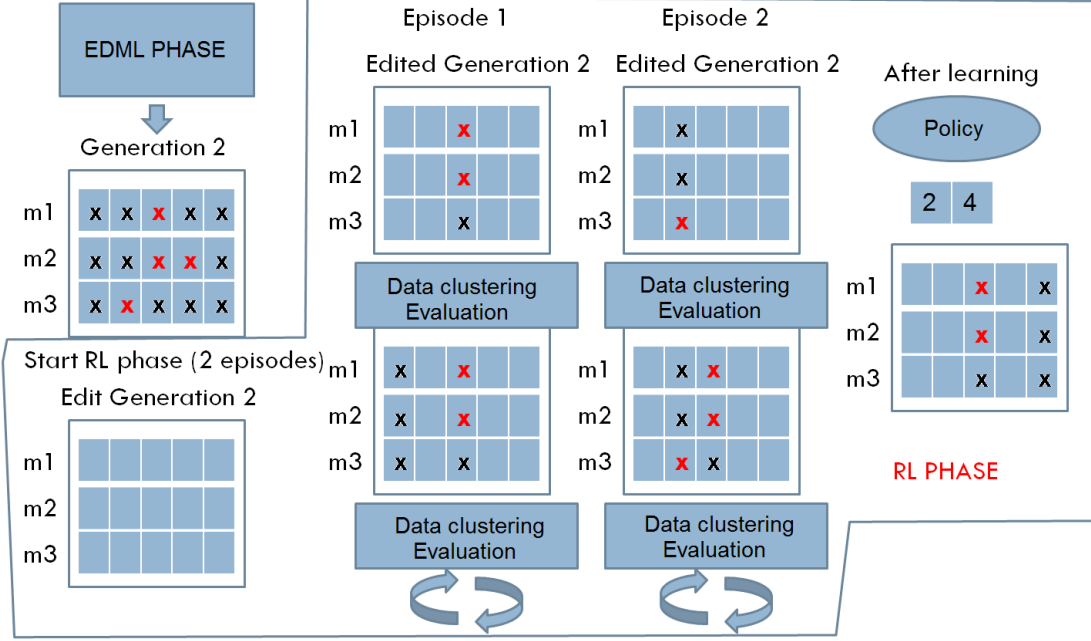 EDML PHASE
Generation 2
m1 x x x x x
m2 x x x x x
m3 x x x x x
Start RL phase (2 episodes)
Edit Generation 2
m1
m2
m3
Episode 1
Edited Generation 2
m1 x
m2 x
m3 x
Data clustering
Evaluation
m1 x x
m2 x x
m3 x x
Data clustering
Evaluation
Episode 2
Edited Generation 2
m1 x
m2 x
m3 x
Data clustering
Evaluation
m1 x x
m2 x x
m3 x x
Data clustering
Evaluation
After learning
Policy
2 4
m1 x x
m2 x x
m3 x x
RL PHASE